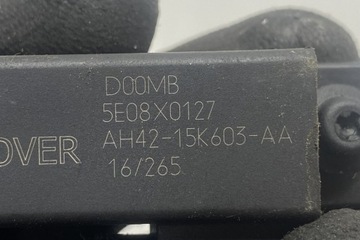 D00MB
5E08X0127
OVER AH42-15K603-AA
16/265